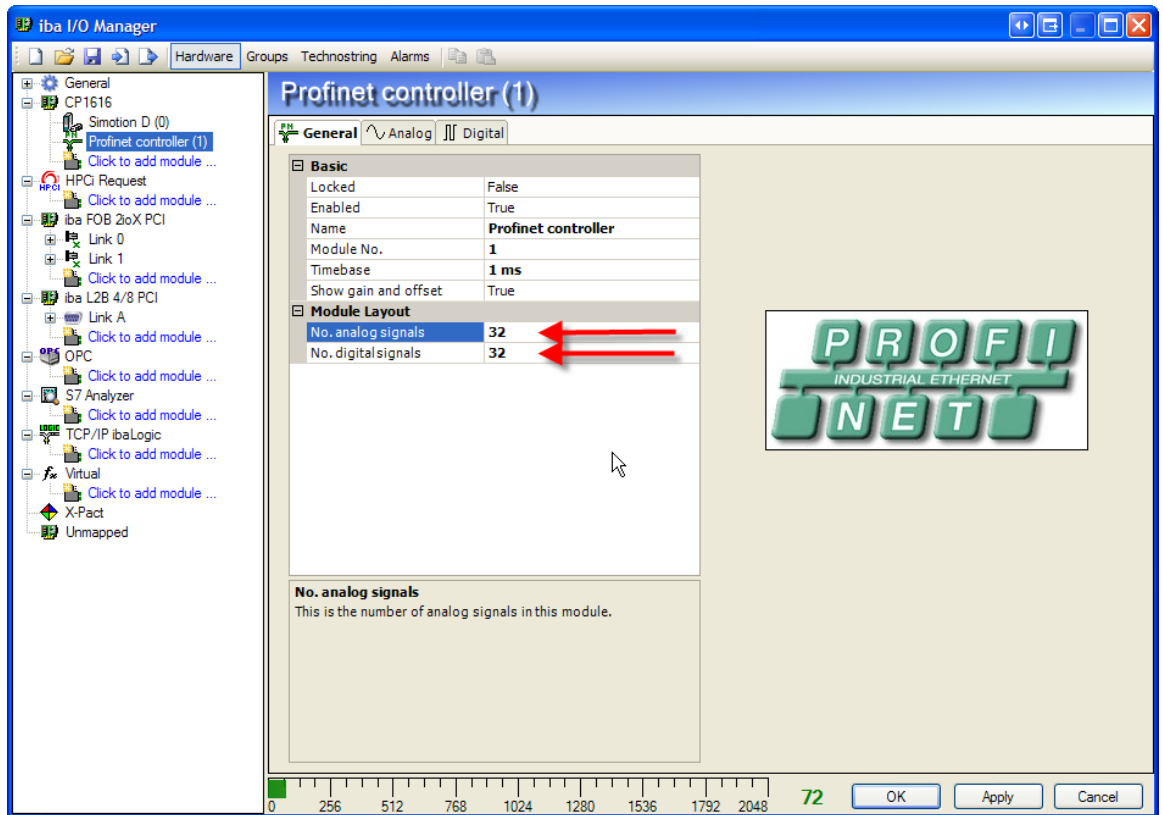 iba I/O Manager
Hardware Groups Technostring Alarms
General
CP1616
Simotion D (0)
PN
Profinet controller (1)
Click to add module ...
HPCi
HPCi Request
Click to add module ...
iba FOB 2ioX PCI
Link 0
Link 1
Click to add module ...
iba L2B 4/8 PCI
Link A
Click to add module ...
OPC
Click to add module ...
S7 Analyzer
Click to add module ...
LOGIC
TCP/IP ibaLogic
Click to add module ...
fx Virtual
Click to add module ...
X-Pact
Unmapped
Profinet controller (1)
PN General Analog Digital
Basic
Locked False
Enabled True
Name Profinet controller
Module No. 1
Timebase 1 ms
Show gain and offset True
Module Layout
No. analog signals 32
No. digitalsignals 32
No. analog signals
This is the number of analog signals in this module.
PROFI
INDUSTRIAL ETHERNET
NET
0 256 512 768 1024 1280 1536 1792 2048
72 OK Apply Cancel